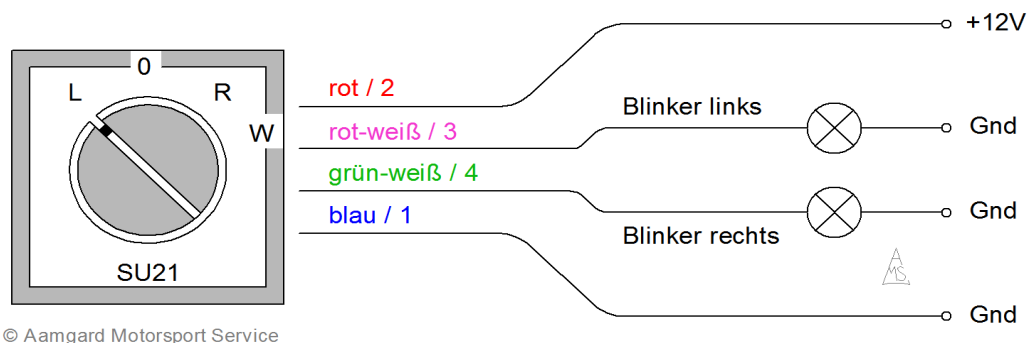 +12V
0
L
R
W
rot / 2
Blinker links
rot-weiß / 3
Gnd
grün-weiß / 4
blau / 1
Gnd
Blinker rechts
AMS
SU21
Gnd
© Aamgard Motorsport Service